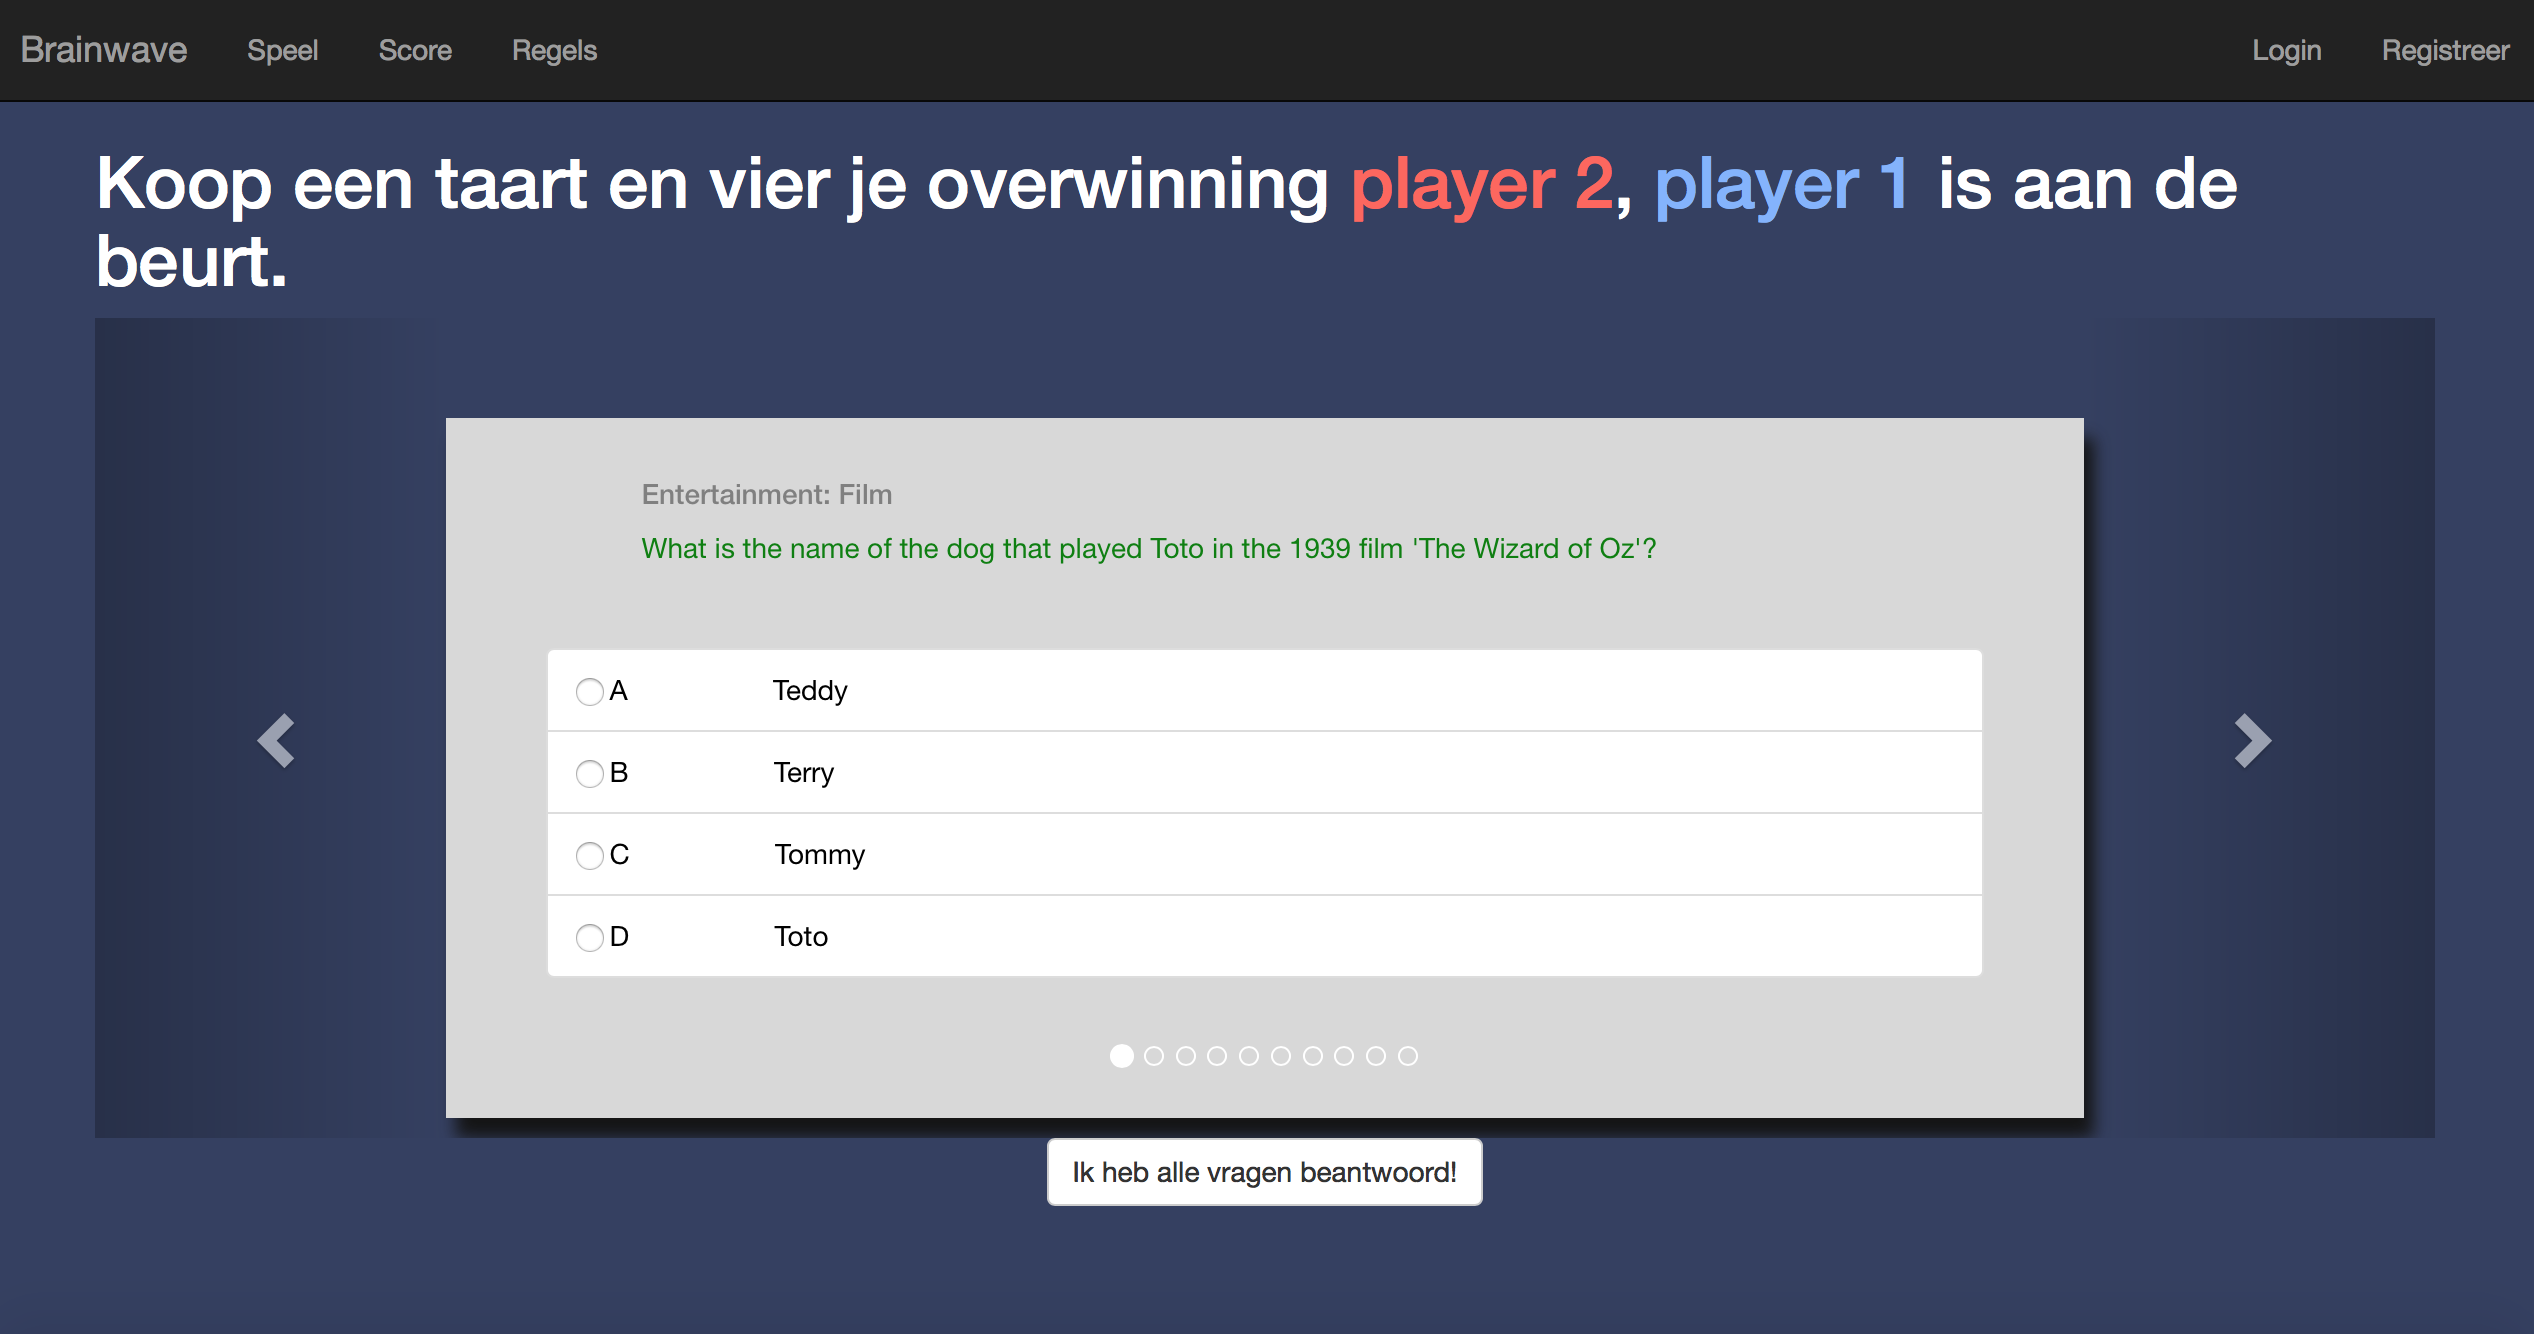 Brainwave Speel Score Regels Login Registreer
Koop een taart en vier je overwinning player 2, player 1 is aan de
beurt.
Entertainment: Film
What is the name of the dog that played Toto in the 1939 film 'The Wizard of Oz'?
A Teddy
B Terry
C Tommy
D Toto
Ik heb alle vragen beantwoord!